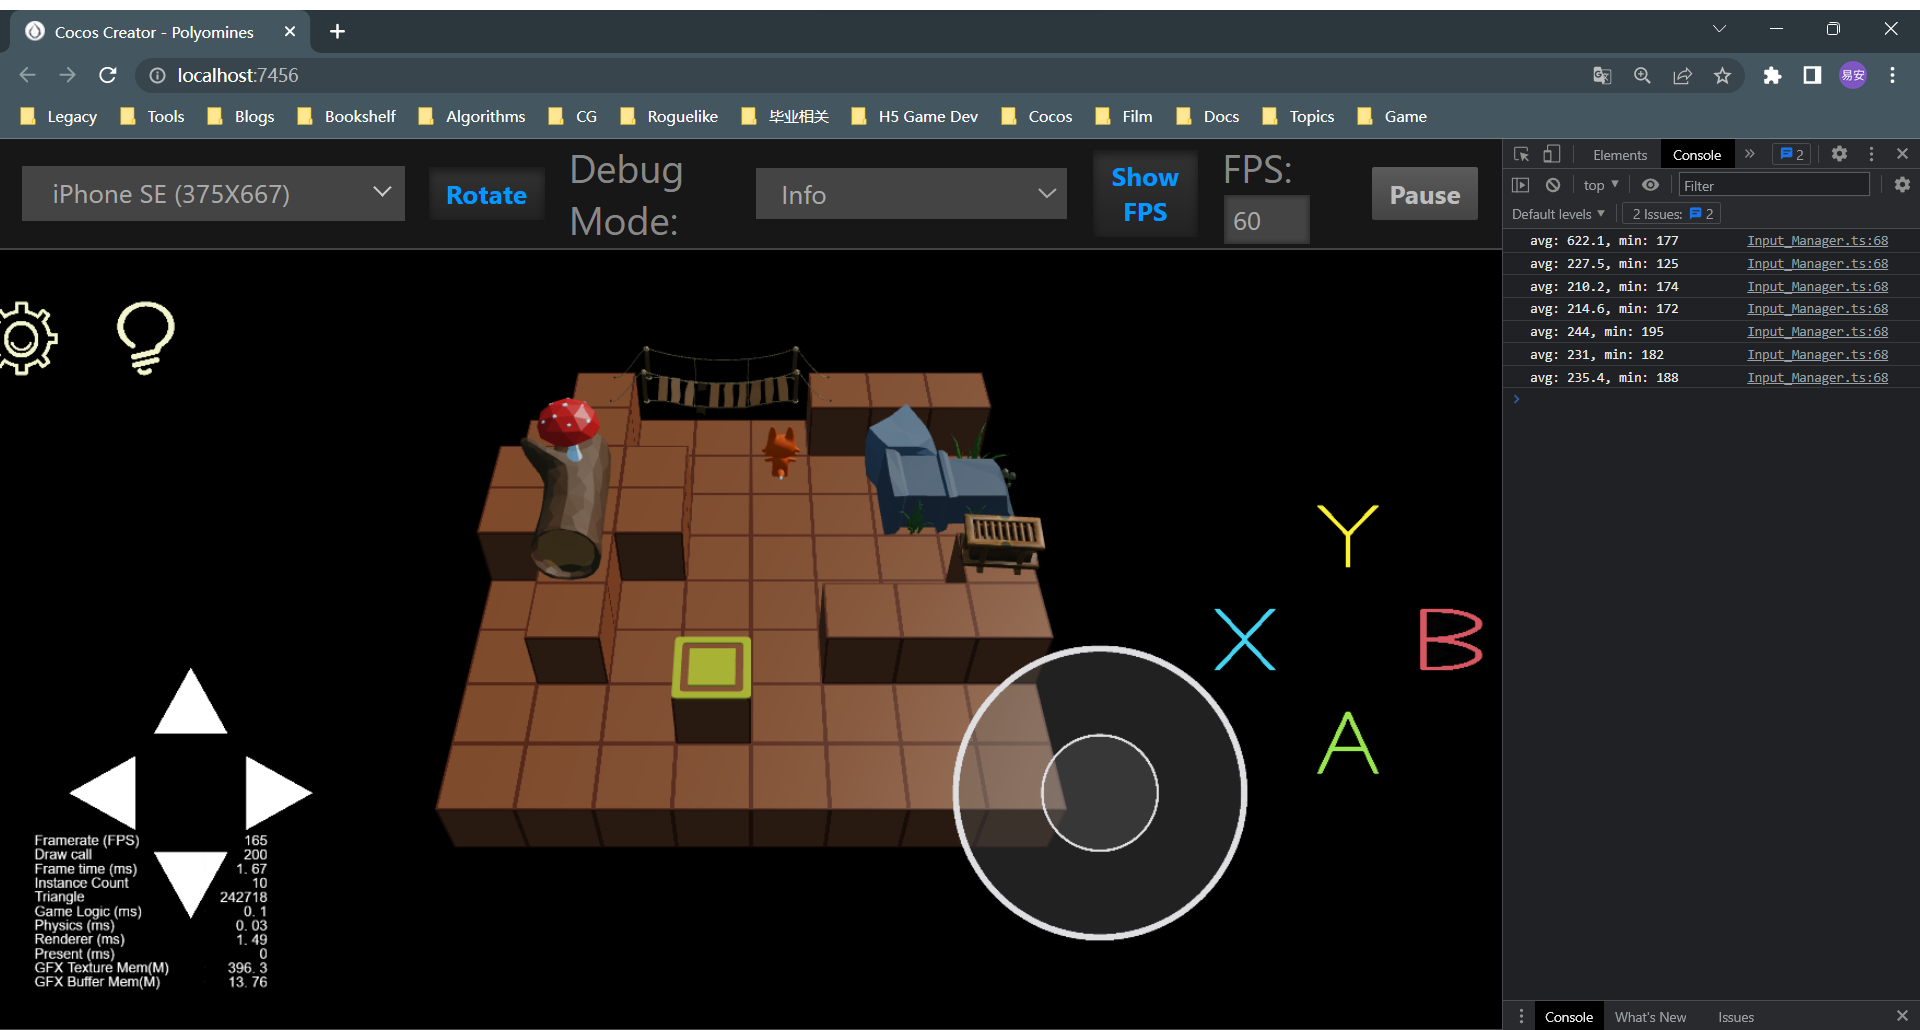 Cocos Creator - Polyomines
localhost:7456
易安
Legacy Tools Blogs Bookshelf Algorithms CG Roguelike 毕业相关 H5 Game Dev Cocos Film Docs Topics Game
iPhone SE (375X667) Rotate Debug Mode: Info Show FPS FPS: 60 Pause
Elements Console 2
top Filter
Default levels 2 Issues: 2
avg: 622.1, min: 177 Input_Manager.ts:68
avg: 227.5, min: 125 Input_Manager.ts:68
avg: 210.2, min: 174 Input_Manager.ts:68
avg: 214.6, min: 172 Input_Manager.ts:68
avg: 244, min: 195 Input_Manager.ts:68
avg: 231, min: 182 Input_Manager.ts:68
avg: 235.4, min: 188 Input_Manager.ts:68
Y
X B
A
Framerate (FPS) 165
Draw call 200
Frame time (ms) 1.67
Instance Count 10
Triangle 242718
Game Logic (ms) 0.1
Physics (ms) 0.03
Renderer (ms) 1.49
Present (ms) 0
GFX Texture Mem(M) 396.3
GFX Buffer Mem(M) 13.76
Console What's New Issues